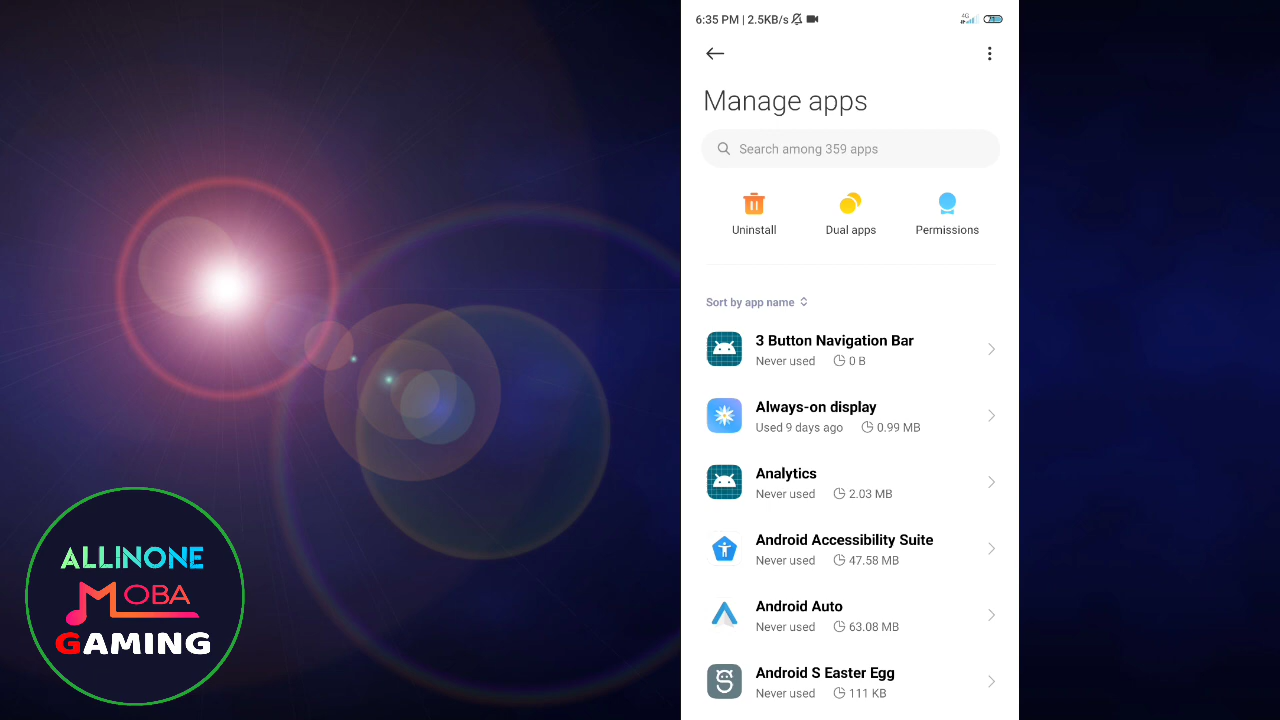 6:35 PM | 2.5KB/s
4G
Manage apps
Search among 359 apps
Uninstall
Dual apps
Permissions
Sort by app name
3 Button Navigation Bar
Never used 0 B
Always-on display
Used 9 days ago 0.99 MB
Analytics
Never used 2.03 MB
Android Accessibility Suite
Never used 47.58 MB
Android Auto
Never used 63.08 MB
Android S Easter Egg
Never used 111 KB
ALLINONE
MOBA
GAMING